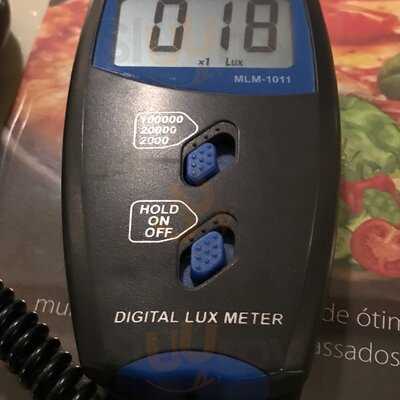 018
x1 Lux
MLM-1011
100000
20000
2000
HOLD
ON
OFF
DIGITAL LUX METER
de ótim
assados